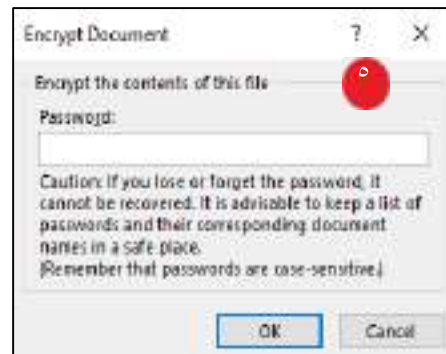 Encrypt Document ? ×
Encrypt the contents of this file
Password:
Caution: If you lose or forget the password, it
cannot be recovered. It is advisable to keep a list of
passwords and their corresponding document
names in a safe place.
(Remember that passwords are case-sensitive.)
OK Cancel